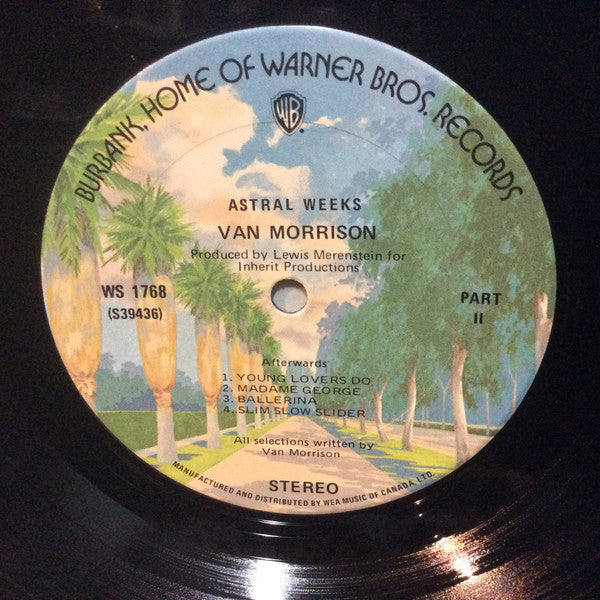 BURBANK, HOME OF WARNER BROS. RECORDS
WB
ASTRAL WEEKS
VAN MORRISON
Produced by Lewis Merenstein for
Inherit Productions
WS 1768
(S39436)
PART
II
Afterwards
1. YOUNG LOVERS DO
2. MADAME GEORGE
3. BALLERINA
4. SLIM SLOW SLIDER
All selections written by
Van Morrison
STEREO
MANUFACTURED AND DISTRIBUTED BY WEA MUSIC OF CANADA, LTD.